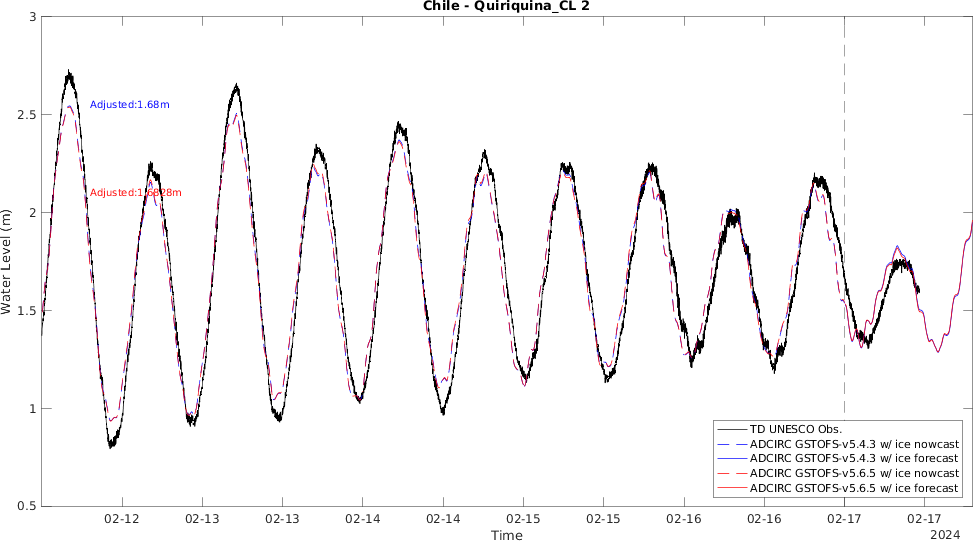 Chile - Quiriquina_CL 2
3
2.5
2
1.5
1
0.5
Water Level (m)
Adjusted:1.68m
Adjusted:1.6828m
TD UNESCO Obs.
ADCIRC GSTOFS-v5.4.3 w/ ice nowcast
ADCIRC GSTOFS-v5.4.3 w/ ice forecast
ADCIRC GSTOFS-v5.6.5 w/ ice nowcast
ADCIRC GSTOFS-v5.6.5 w/ ice forecast
02-12 02-13 02-13 02-14 02-14 02-15 02-15 02-16 02-16 02-17 02-17
Time
2024